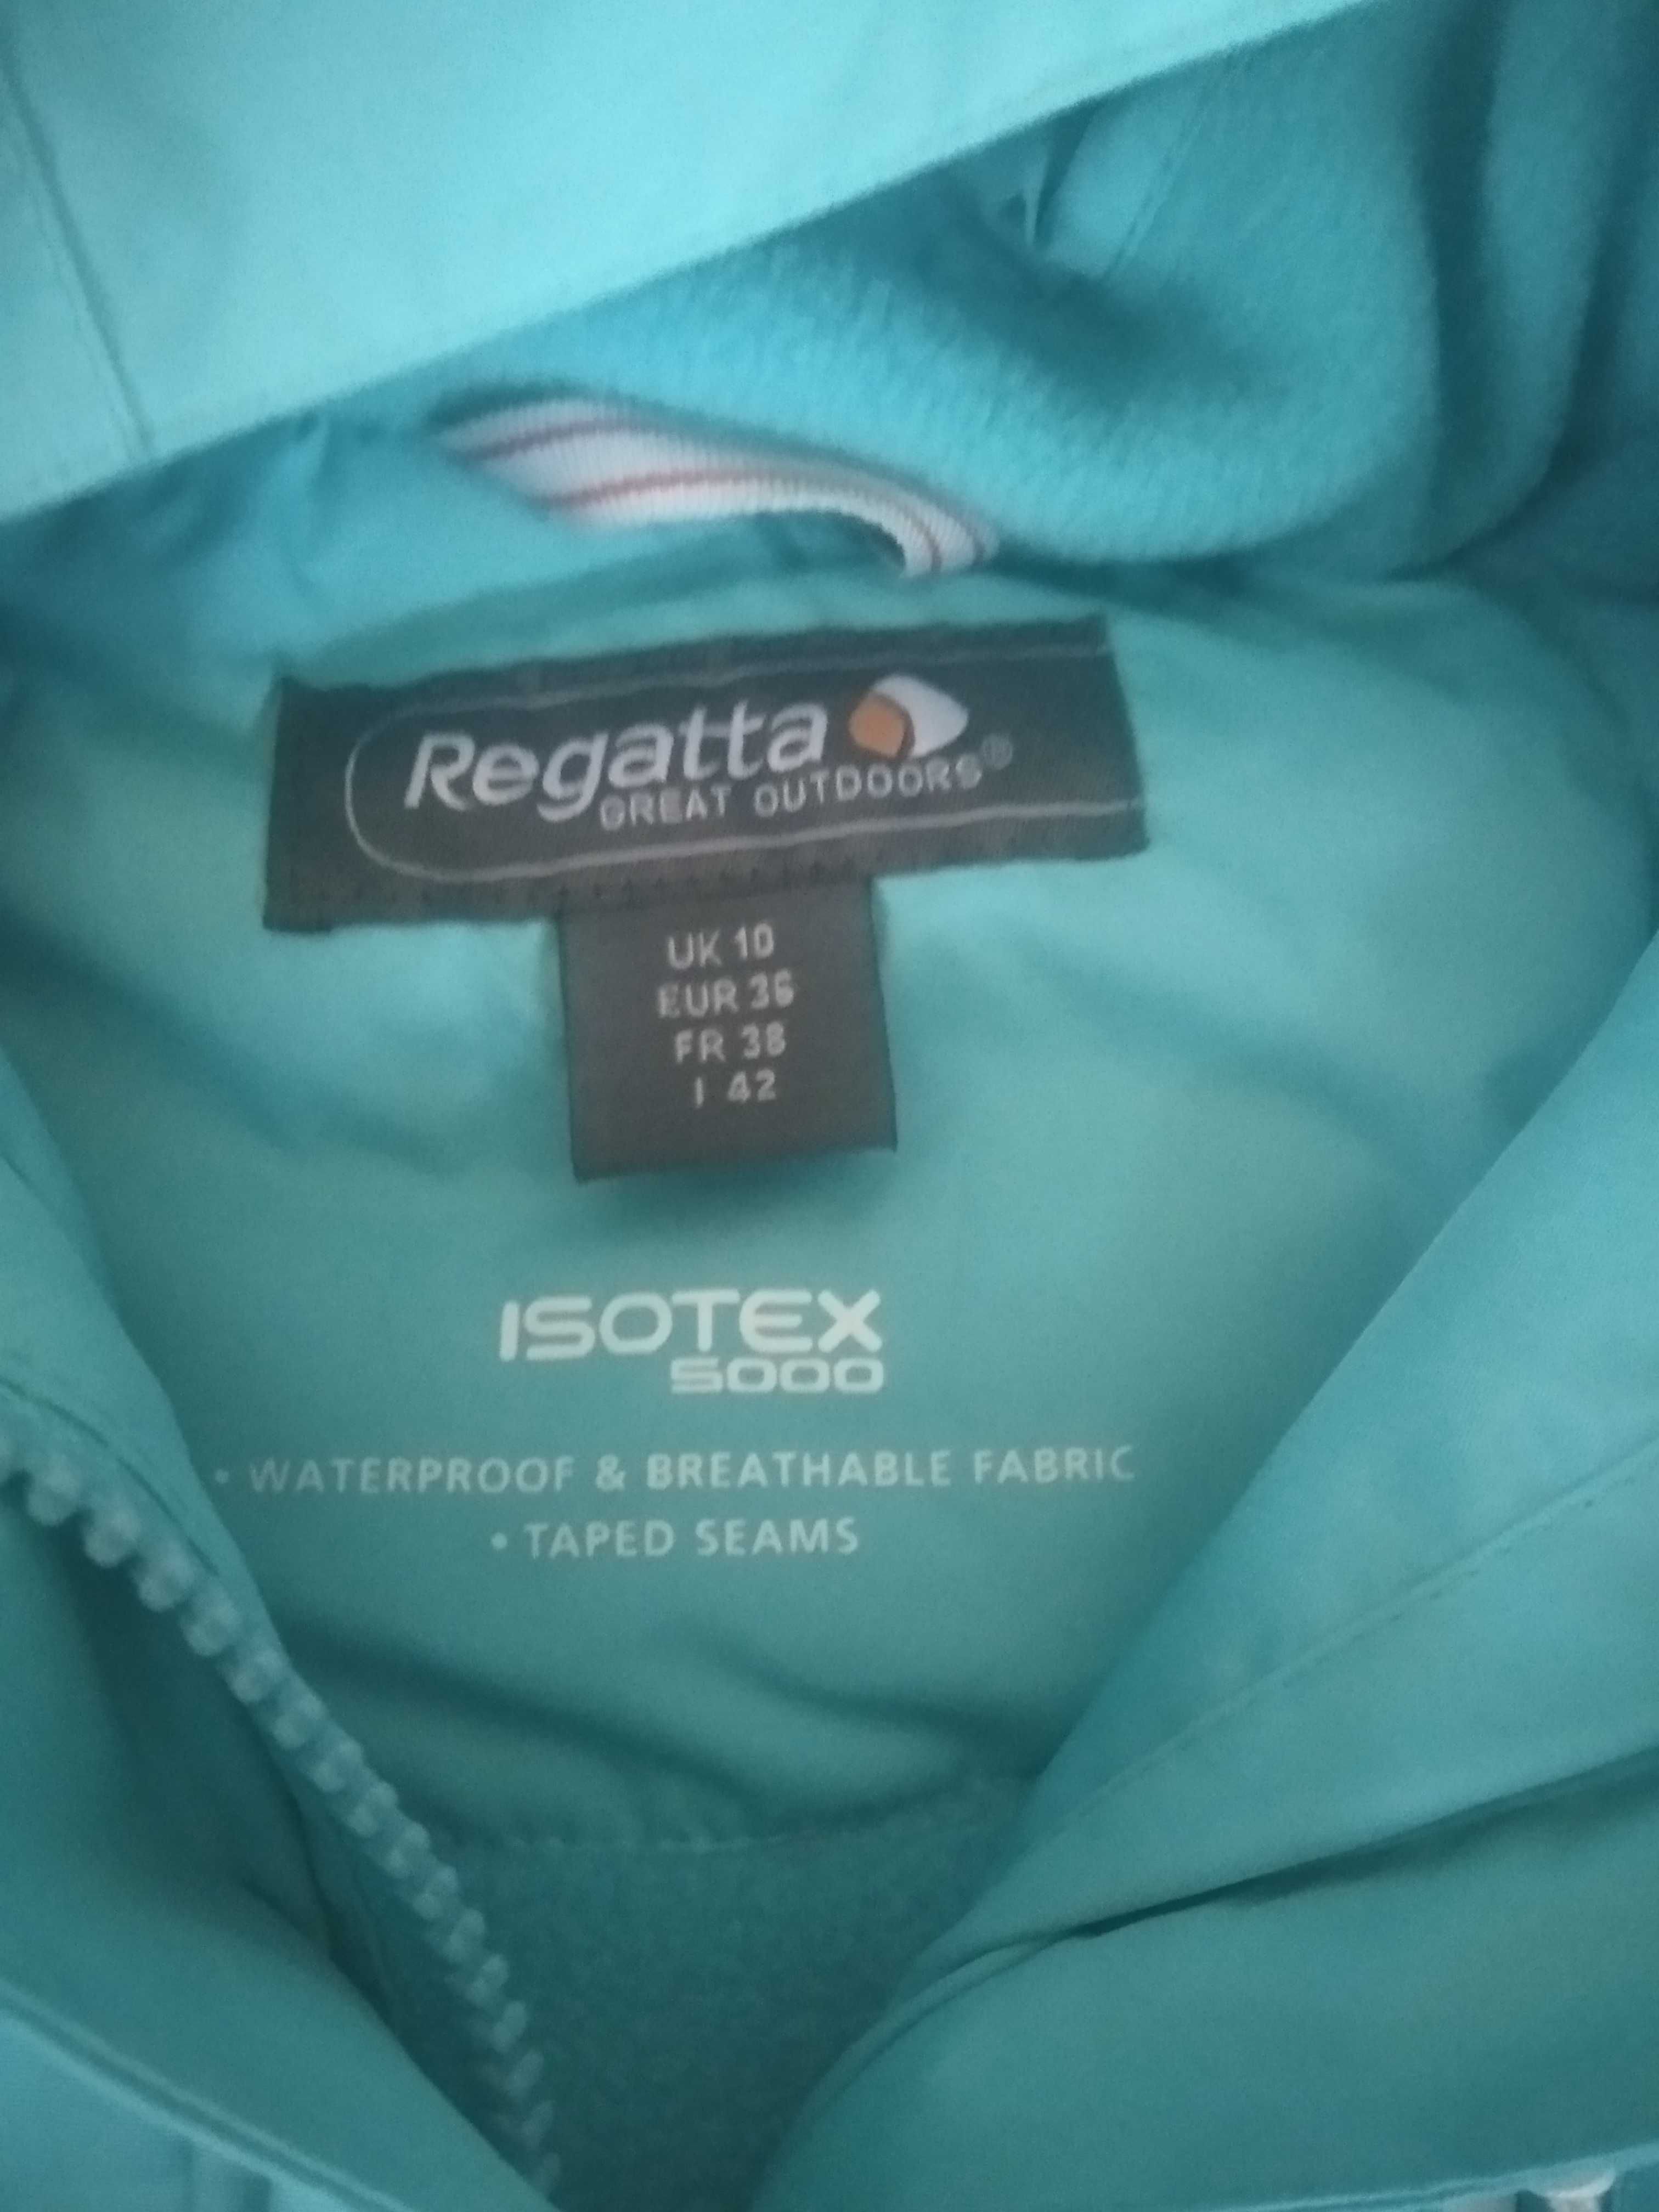 Regatta
GREAT OUTDOORS®
UK 10
EUR 36
FR 38
I 42
ISOTEX
5000
• WATERPROOF & BREATHABLE FABRIC
• TAPED SEAMS